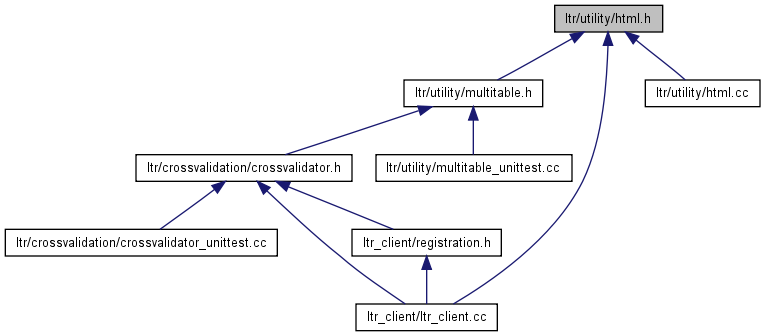 ltr/utility/html.h
ltr/utility/multitable.h
ltr/utility/html.cc
ltr/crossvalidation/crossvalidator.h
ltr/utility/multitable_unittest.cc
ltr/crossvalidation/crossvalidator_unittest.cc
ltr_client/registration.h
ltr_client/ltr_client.cc